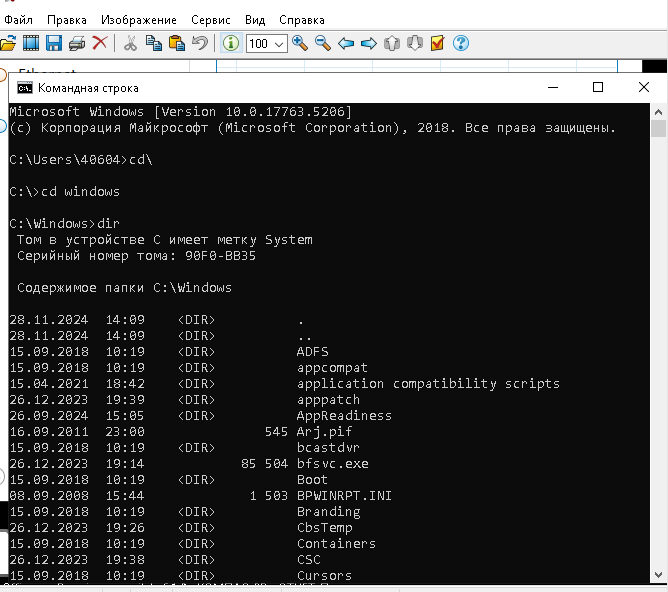 Файл Правка Изображение Сервис Вид Справка
100
Ethernet
Командная строка
Microsoft Windows [Version 10.0.17763.5206]
(c) Корпорация Майкрософт (Microsoft Corporation), 2018. Все права защищены.
C:\Users\40604>cd\
C:\>cd windows
C:\Windows>dir
Том в устройстве C имеет метку System
Серийный номер тома: 90F0-BB35
Содержимое папки C:\Windows
28.11.2024 14:09 <DIR> .
28.11.2024 14:09 <DIR> ..
15.09.2018 10:19 <DIR> ADFS
15.09.2018 10:19 <DIR> appcompat
15.04.2021 18:42 <DIR> application compatibility scripts
26.12.2023 19:39 <DIR> apppatch
26.09.2024 15:05 <DIR> AppReadiness
16.09.2011 23:00 545 Arj.pif
15.09.2018 10:19 <DIR> bcastdvr
26.12.2023 19:14 85 504 bfsvc.exe
15.09.2018 10:19 <DIR> Boot
08.09.2008 15:44 1 503 BPWINRPT.INI
15.09.2018 10:19 <DIR> Branding
26.12.2023 19:26 <DIR> CbsTemp
15.09.2018 10:19 <DIR> Containers
26.12.2023 19:38 <DIR> CSC
15.09.2018 10:19 <DIR> Cursors